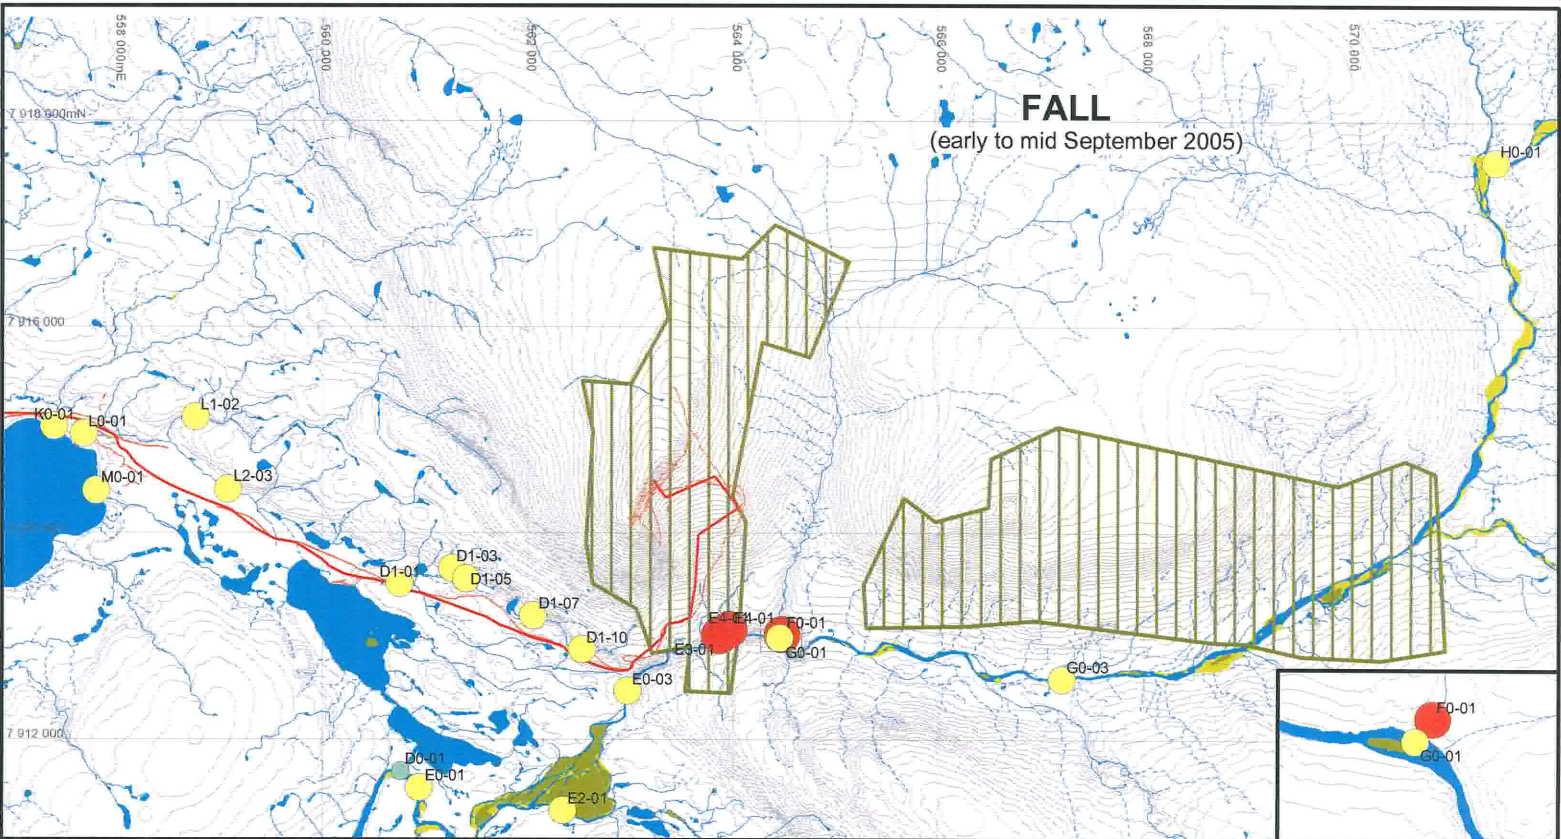 558 000mE
560 000
562 000
564 000
566 000
568 000
570 000
7 918 000mN
FALL
(early to mid September 2005)
H0-01
7 916 000
L1-02
K0-01
L0-01
M0-01
L2-03
D1-03
D1-01
D1-05
D1-07
D1-10
E4-01
F0-01
E3-01
G0-01
G0-03
E0-03
7 912 000
D0-01
E0-01
E2-01
F0-01
G0-01